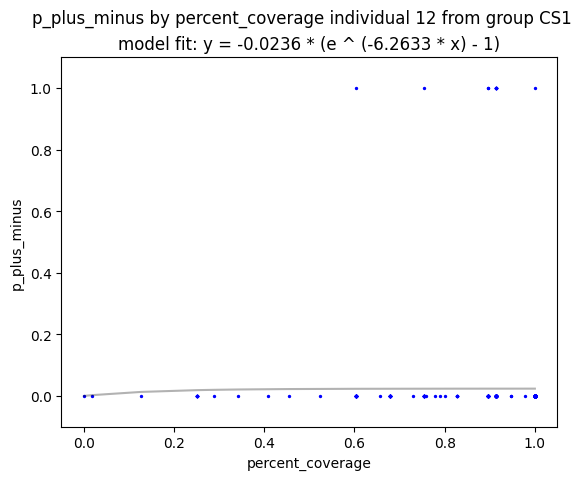 p_plus_minus by percent_coverage individual 12 from group CS1
model fit: y = -0.0236 * (e ^ (-6.2633 * x) - 1)
1.0
0.8
0.6
0.4
0.2
0.0
p_plus_minus
0.0 0.2 0.4 0.6 0.8 1.0
percent_coverage